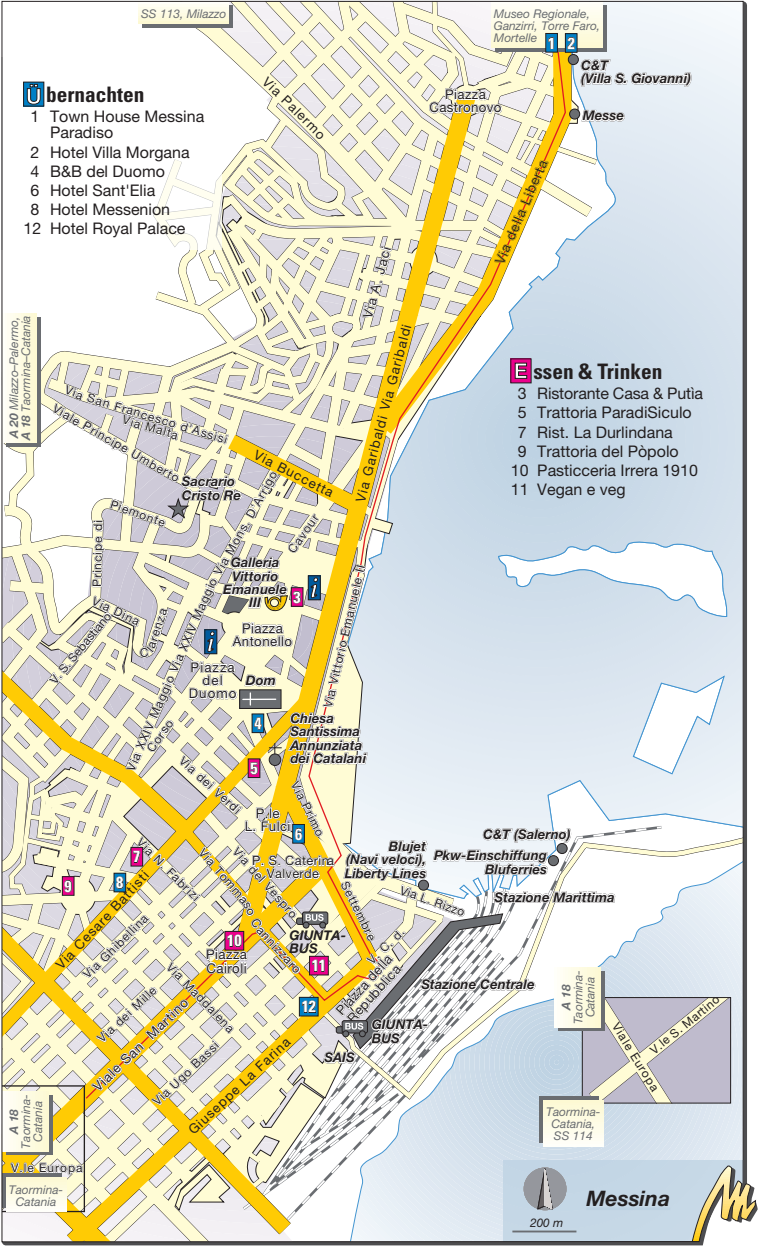 SS 113, Milazzo
Museo Regionale,
Ganzirri, Torre Faro,
Mortelle
1
2
C&T
(Villa S. Giovanni)
Messe
Via Palermo
Piazza
Castronovo
Übernachten
1 Town House Messina
Paradiso
2 Hotel Villa Morgana
4 B&B del Duomo
6 Hotel Sant'Elia
8 Hotel Messenion
12 Hotel Royal Palace
Via della Liberta
Via A. Jaci
A 20 Milazzo–Palermo,
A 18 Taormina–Catania
Via Garibaldi
Via Garibaldi
Essen & Trinken
3 Ristorante Casa & Putìa
5 Trattoria ParadiSiculo
7 Rist. La Durlindana
9 Trattoria del Pòpolo
10 Pasticceria Irrera 1910
11 Vegan e veg
Via San Francesco d'Assisi
Via Malta
Viale Principe Umberto
Via Buccetta
Sacrario
Cristo Re
Piemonte
Principe di
Via Mons. D'Arrigo
Cavour
Galleria
Vittorio
Emanuele
III
3
i
i
Via Vittorio Emanuele II
Via Dina
V. S. Sebastiano
Clarenza
Via XXIV Maggio
Via XXIV Maggio
Piazza
Antonello
Piazza
del
Duomo
Dom
4
Corso
Chiesa
Santissima
Annunziata
dei Catalani
5
Via dei Verdi
Via Primo
Settembre
P.le
L. Fulci
6
P. S. Caterina
Valverde
Blujet
(Navi veloci),
Liberty Lines
C&T (Salerno)
Pkw-Einschiffung
Bluferries
Via L. Rizzo
Stazione Marittima
7
8
9
Via N. Fabrizi
Via Tommaso Cannizzaro
Via del Vespro
Via Cesare Battisti
Via Ghibellina
BUS
GIUNTA-
BUS
10
Piazza
Cairoli
11
V. C. d.
Piazza della
Repubblica
Stazione Centrale
12
Via Maddalena
Via dei Mille
Viale San Martino
Via Ugo Bassi
Giuseppe La Farina
BUS
GIUNTA-
BUS
SAIS
A 18
Taormina-
Catania
V.le S. Martino
Viale Europa
Taormina-
Catania,
SS 114
A 18
Taormina-
Catania
V.le Europa
Taormina-
Catania
200 m
Messina